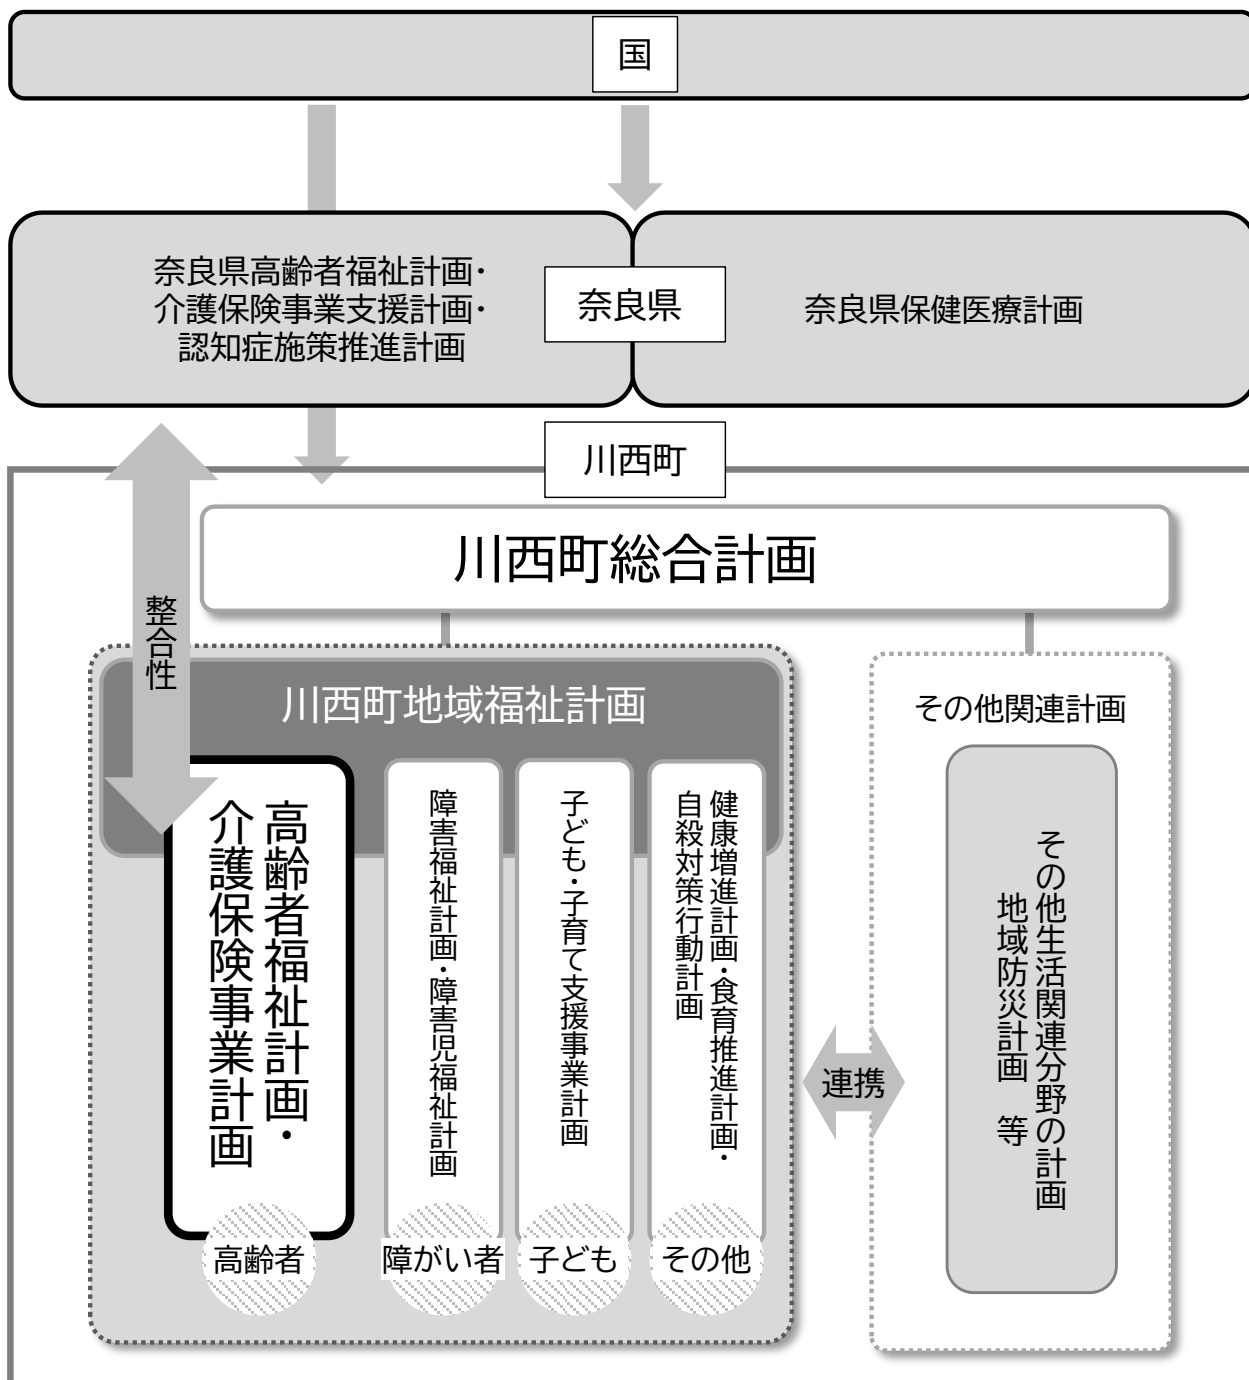 国
奈良県高齢者福祉計画・
介護保険事業支援計画・
認知症施策推進計画
奈良県
奈良県保健医療計画
川西町
川西町総合計画
整合性
川西町地域福祉計画
高齢者福祉計画・
介護保険事業計画
高齢者
障害福祉計画・障害児福祉計画
障がい者
子ども・子育て支援事業計画
子ども
健康増進計画・食育推進計画・
自殺対策行動計画
その他
連携
その他関連計画
その他生活関連分野の計画
地域防災計画　等